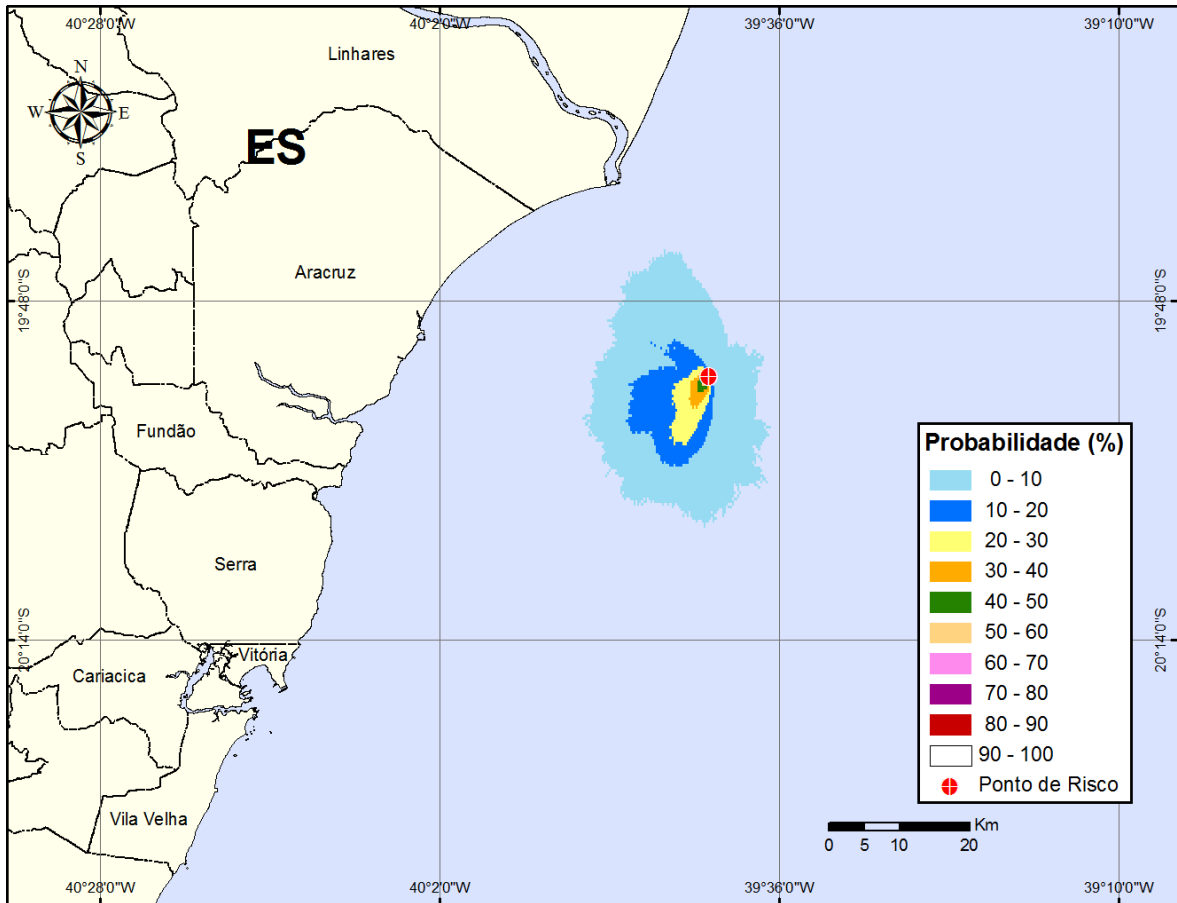 40°28'0"W
40°2'0"W
39°36'0"W
39°10'0"W
Linhares
N
W
E
S
ES
Aracruz
19°48'0"S
19°48'0"S
Fundão
Probabilidade (%)
0 - 10
10 - 20
20 - 30
30 - 40
40 - 50
50 - 60
60 - 70
70 - 80
80 - 90
90 - 100
Ponto de Risco
Serra
20°14'0"S
20°14'0"S
Vitória
Cariacica
Vila Velha
Km
0
5
10
20
40°28'0"W
40°20'0"W
39°36'0"W
39°10'0"W